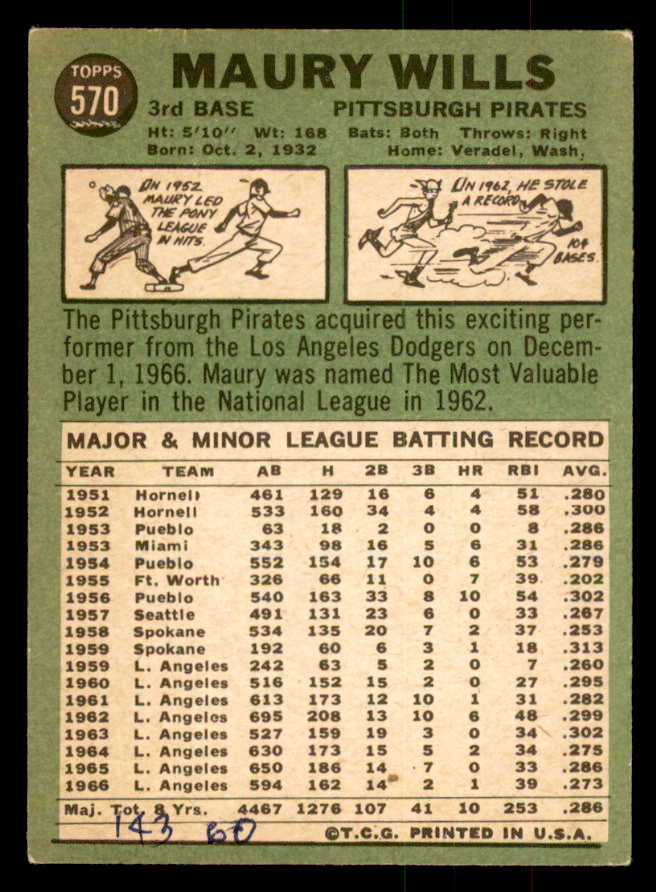 TOPPS
570
MAURY WILLS
3rd BASE PITTSBURGH PIRATES
Ht: 5'10" Wt: 168 Bats: Both Throws: Right
Born: Oct. 2, 1932 Home: Veradel, Wash.
ON 1952
MAURY LED
THE PONY
LEAGUE
IN HITS.
ON 1962, HE STOLE
A RECORD
104
BASES.
The Pittsburgh Pirates acquired this exciting per-
former from the Los Angeles Dodgers on Decem-
ber 1, 1966. Maury was named The Most Valuable
Player in the National League in 1962.
MAJOR & MINOR LEAGUE BATTING RECORD
YEAR TEAM AB H 2B 3B HR RBI AVG.
1951 Hornell 461 129 16 6 4 51 .280
1952 Hornell 533 160 34 4 4 58 .300
1953 Pueblo 63 18 2 0 0 8 .286
1953 Miami 343 98 16 5 6 31 .286
1954 Pueblo 552 154 17 10 6 53 .279
1955 Ft. Worth 326 66 11 0 7 39 .202
1956 Pueblo 540 163 33 8 10 54 .302
1957 Seattle 491 131 23 6 0 33 .267
1958 Spokane 534 135 20 7 2 37 .253
1959 Spokane 192 60 6 3 1 18 .313
1959 L. Angeles 242 63 5 2 0 7 .260
1960 L. Angeles 516 152 15 2 0 27 .295
1961 L. Angeles 613 173 12 10 1 31 .282
1962 L. Angeles 695 208 13 10 6 48 .299
1963 L. Angeles 527 159 19 3 0 34 .302
1964 L. Angeles 630 173 15 5 2 34 .275
1965 L. Angeles 650 186 14 7 0 33 .286
1966 L. Angeles 594 162 14 2 1 39 .273
Maj. Tot. 8 Yrs. 4467 1276 107 41 10 253 .286
143 60
©T.C.G. PRINTED IN U.S.A.